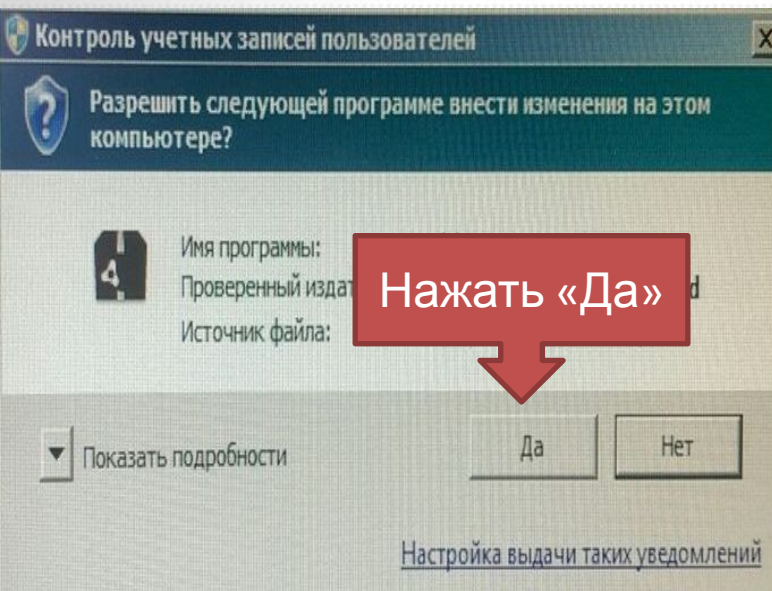 Контроль учетных записей пользователей
Разрешить следующей программе внести изменения на этом
компьютере?
Имя программы:
Проверенный издат
Источник файла:
Нажать «Да»
Показать подробности
Да
Нет
Настройка выдачи таких уведомлений